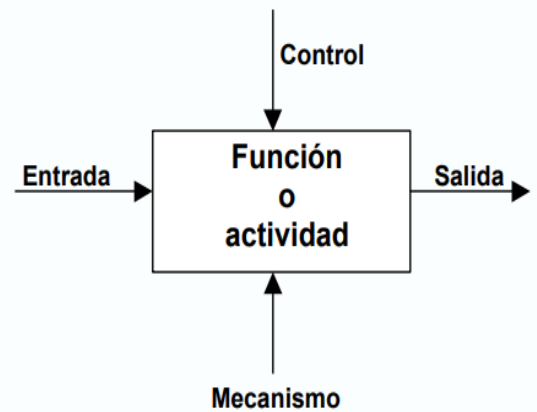 Control
Función
o
actividad
Entrada
Salida
Mecanismo